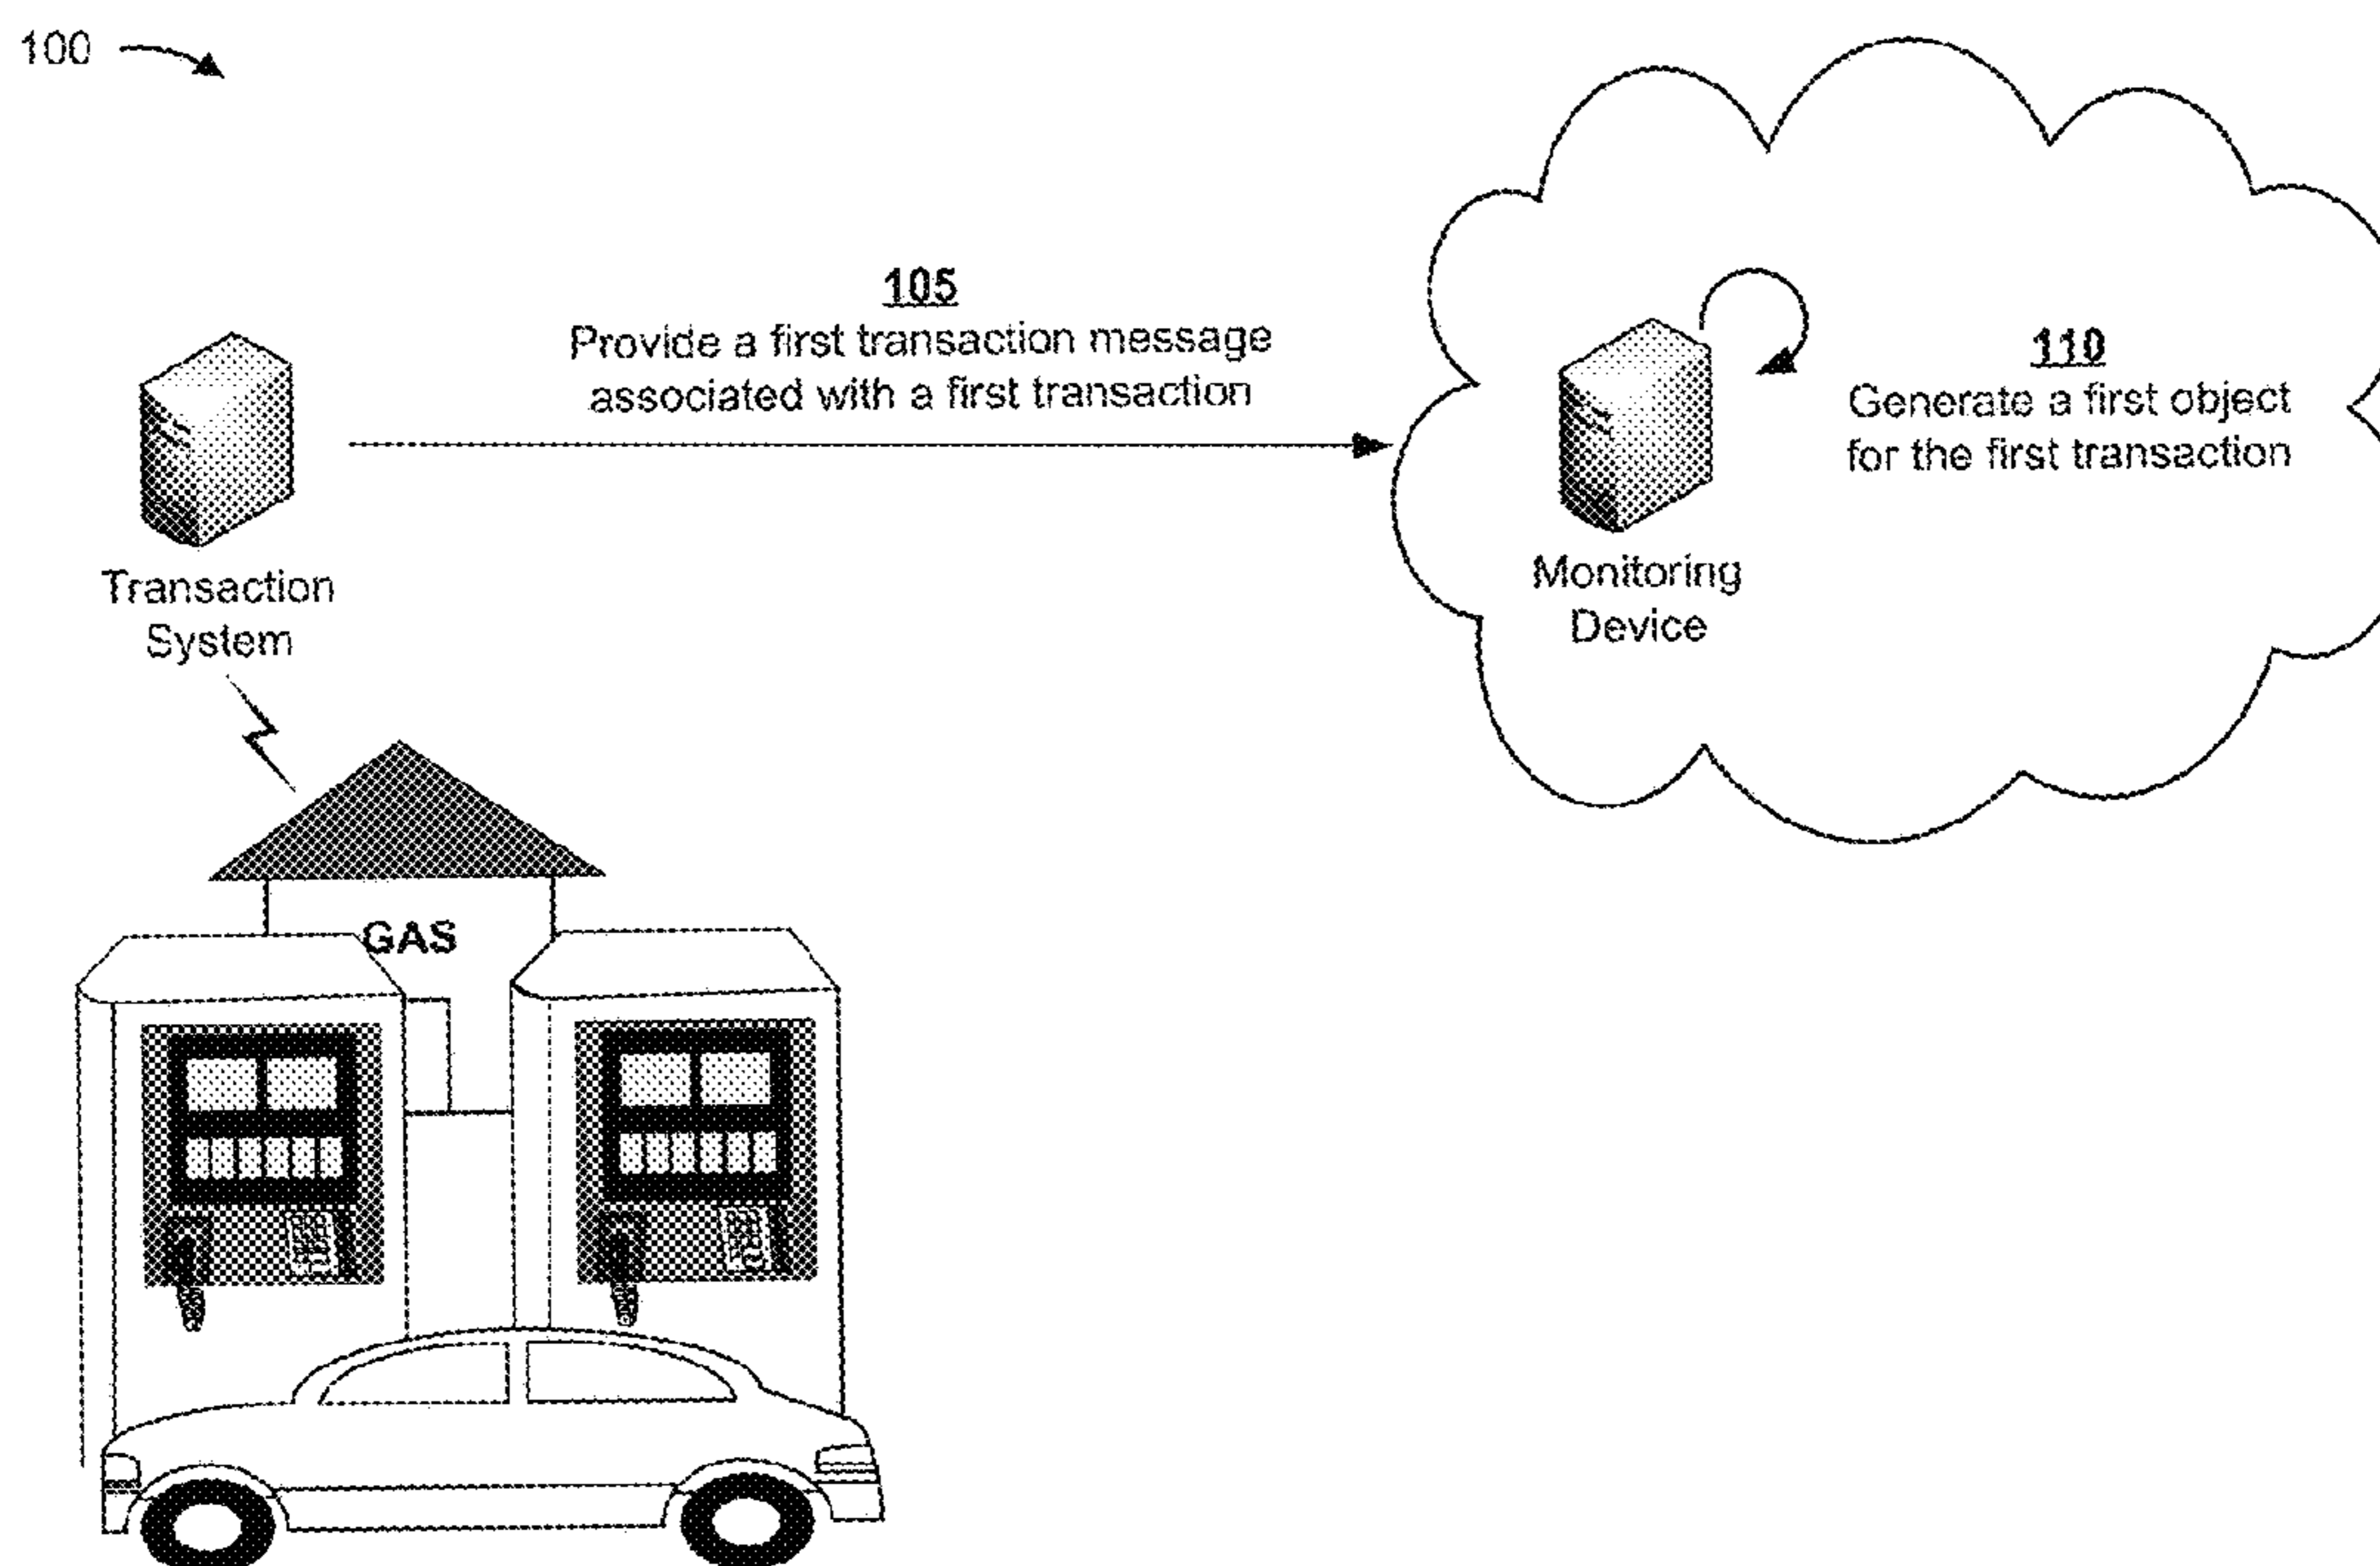 100
105
Provide a first transaction message
associated with a first transaction
110
Generate a first object
for the first transaction
Transaction
System
Monitoring
Device
GAS